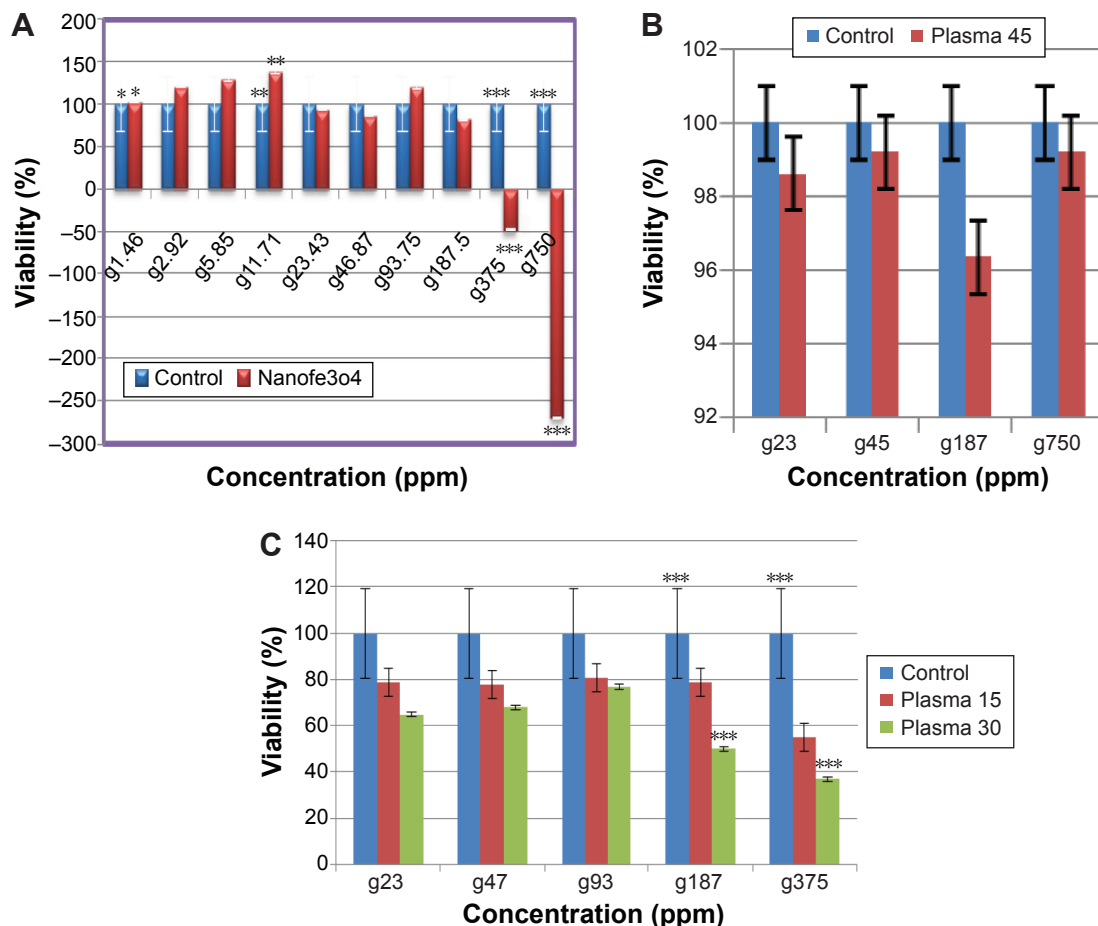 A
200
150
100
50
0
–50
–100
–150
–200
–250
–300
Viability (%)
* *
**
**
***
***
***
***
g1.46
g2.92
g5.85
g11.71
g23.43
g46.87
g93.75
g187.5
g375
g750
Control Nanofe3o4
Concentration (ppm)
B
Control Plasma 45
102
100
98
96
94
92
Viability (%)
g23 g45 g187 g750
Concentration (ppm)
C
140
120
100
80
60
40
20
0
Viability (%)
*** ***
***
***
Control
Plasma 15
Plasma 30
g23 g47 g93 g187 g375
Concentration (ppm)